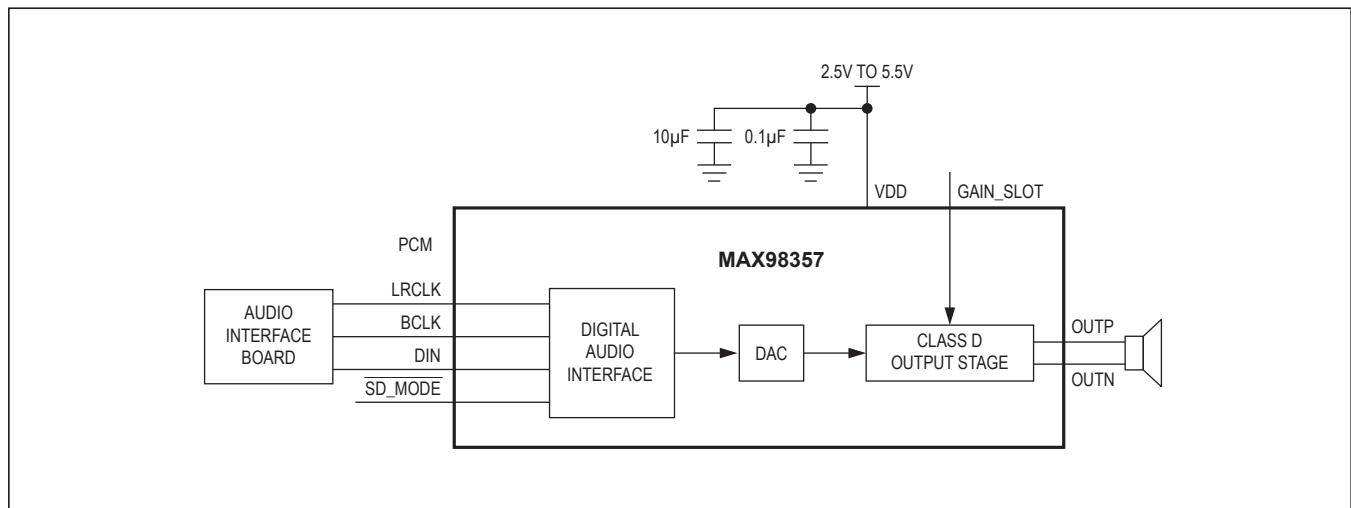 2.5V TO 5.5V
10µF
0.1µF
VDD
GAIN_SLOT
PCM
MAX98357
LRCLK
BCLK
DIN
SD_MODE
AUDIO
INTERFACE
BOARD
DIGITAL
AUDIO
INTERFACE
DAC
CLASS D
OUTPUT STAGE
OUTP
OUTN